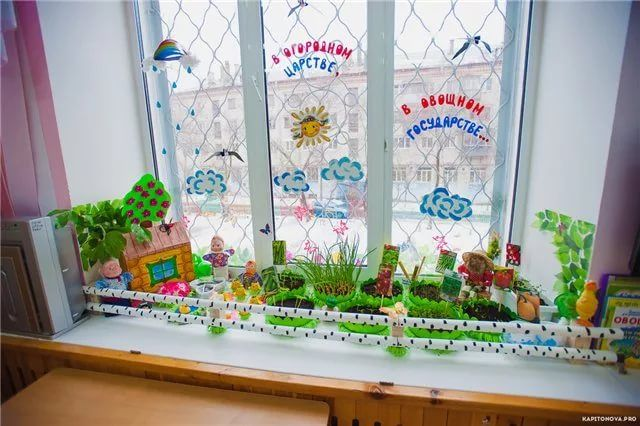 В ОГОРОДНОМ
ЦАРСТВЕ,
В ОВОЩНОМ
ГОСУДАРСТВЕ...
KAPITONOVA.PRO